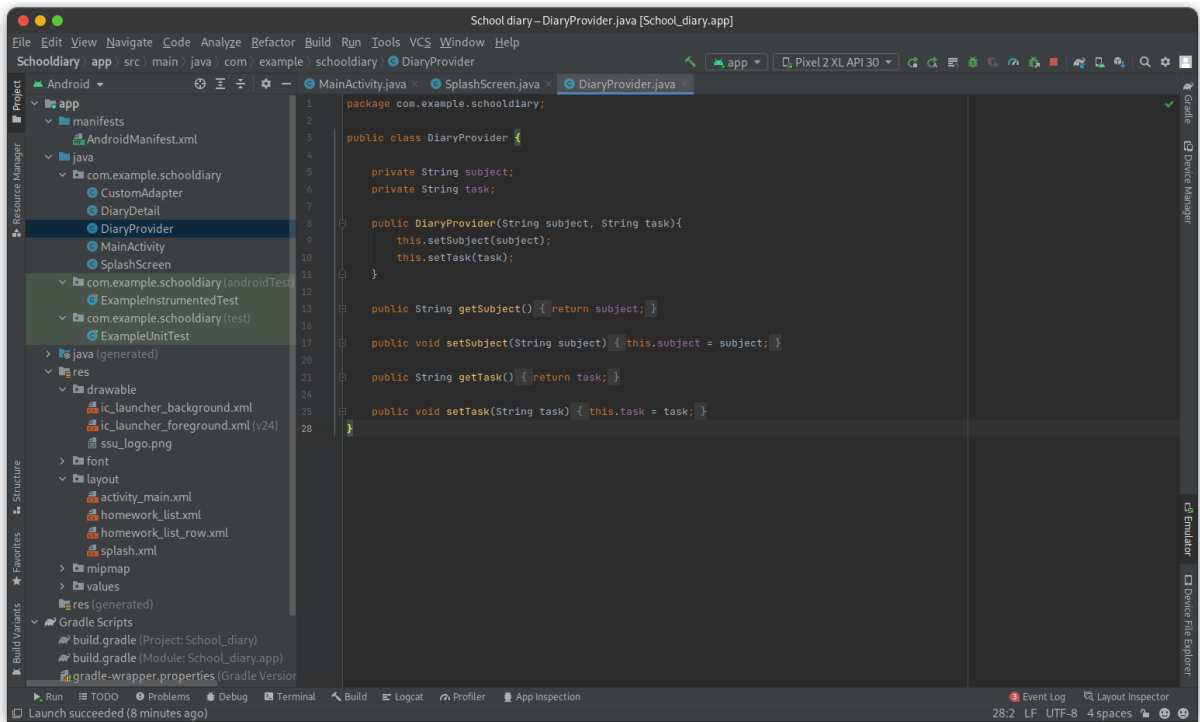 School diary – DiaryProvider.java [School_diary.app]
File Edit View Navigate Code Analyze Refactor Build Run Tools VCS Window Help
Schooldiary app src main java com example schooldiary DiaryProvider app Pixel 2 XL API 30
Project
Resource Manager
Structure
Favorites
Build Variants
Android
app
manifests
AndroidManifest.xml
java
com.example.schooldiary
CustomAdapter
DiaryDetail
DiaryProvider
MainActivity
SplashScreen
com.example.schooldiary (androidTest)
ExampleInstrumentedTest
com.example.schooldiary (test)
ExampleUnitTest
java (generated)
res
drawable
ic_launcher_background.xml
ic_launcher_foreground.xml (v24)
ssu_logo.png
font
layout
activity_main.xml
homework_list.xml
homework_list_row.xml
splash.xml
mipmap
values
res (generated)
Gradle Scripts
build.gradle (Project: School_diary)
build.gradle (Module: School_diary.app)
gradle-wrapper.properties (Gradle Version
MainActivity.java SplashScreen.java DiaryProvider.java
1 package com.example.schooldiary;
2
3 public class DiaryProvider {
4
5 private String subject;
6 private String task;
7
8 public DiaryProvider(String subject, String task){
9 this.setSubject(subject);
10 this.setTask(task);
11 }
12
13 public String getSubject() { return subject; }
16
17 public void setSubject(String subject) { this.subject = subject; }
20
21 public String getTask() { return task; }
24
25 public void setTask(String task) { this.task = task; }
28 }
Gradle
Device Manager
Emulator
Device File Explorer
Run TODO Problems Debug Terminal Build Logcat Profiler App Inspection 3 Event Log Layout Inspector
Launch succeeded (8 minutes ago) 28:2 LF UTF-8 4 spaces